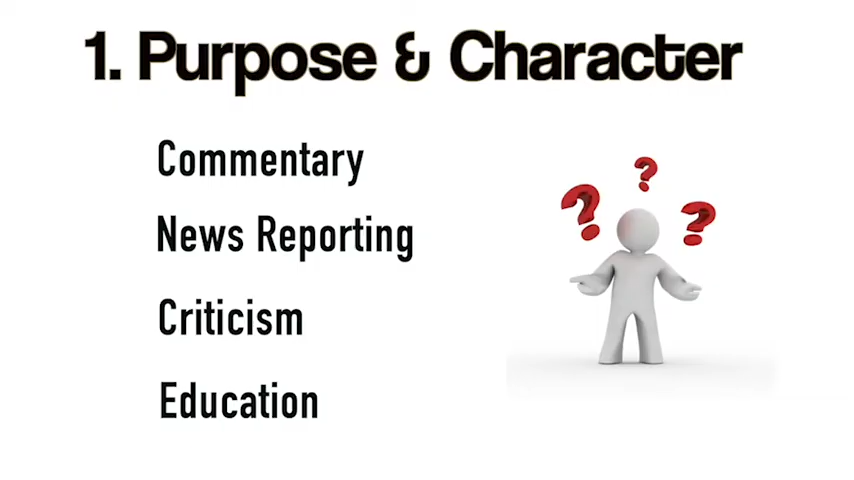 1. Purpose & Character
Commentary
News Reporting
Criticism
Education